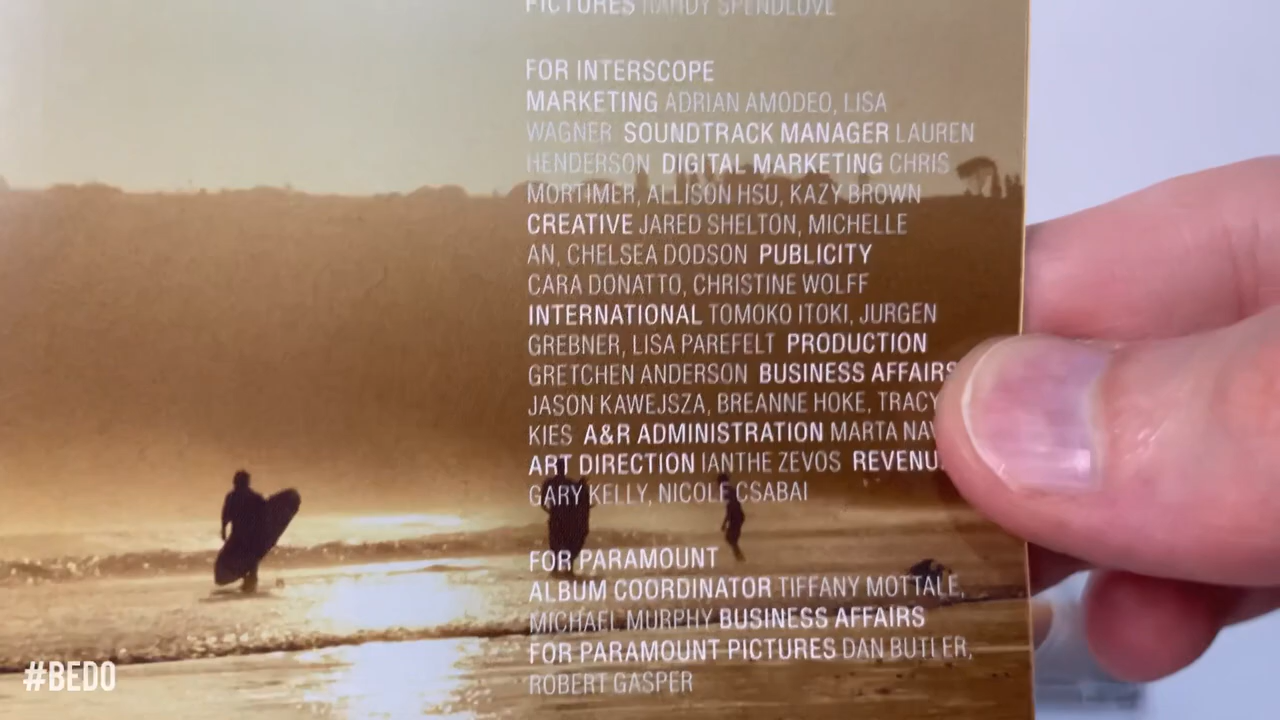 PICTURES RANDY SPENDLOVE
FOR INTERSCOPE
MARKETING ADRIAN AMODEO, LISA
WAGNER SOUNDTRACK MANAGER LAUREN
HENDERSON DIGITAL MARKETING CHRIS
MORTIMER, ALLISON HSU, KAZY BROWN
CREATIVE JARED SHELTON, MICHELLE
AN, CHELSEA DODSON PUBLICITY
CARA DONATTO, CHRISTINE WOLFF
INTERNATIONAL TOMOKO ITOKI, JURGEN
GREBNER, LISA PAREFELT PRODUCTION
GRETCHEN ANDERSON BUSINESS AFFAIRS
JASON KAWEJSZA, BREANNE HOKE, TRACY
KIES A&R ADMINISTRATION MARTA
ART DIRECTION IANTHE ZEVOS
GARY KELLY, NICOLE CSABAI
FOR PARAMOUNT
ALBUM COORDINATOR TIFFANY MOTTALE,
MICHAEL MURPHY BUSINESS AFFAIRS
FOR PARAMOUNT PICTURES DAN BUTLER,
ROBERT GASPER
#BEDO